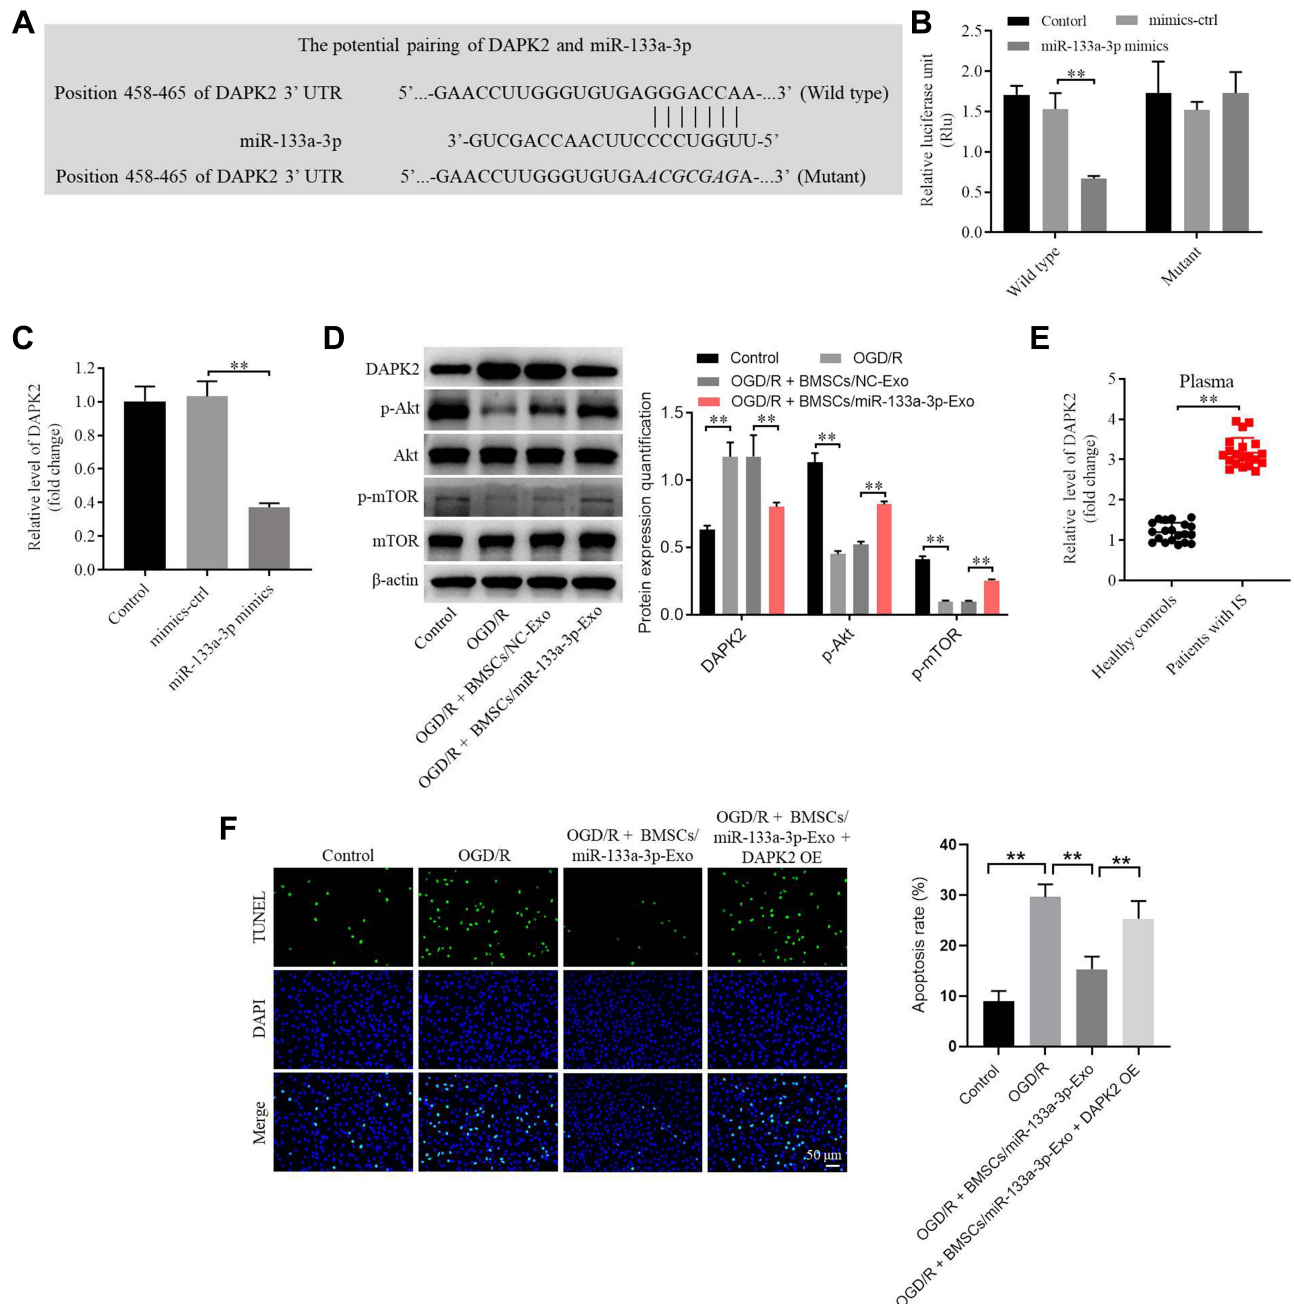 A
The potential pairing of DAPK2 and miR-133a-3p
Position 458-465 of DAPK2 3’ UTR 5’...-GAACCUUGGGUGUGAGGGACCAA-...3’ (Wild type)
miR-133a-3p 3’-GUCGACCAACUUCCCCUGGUU-5’
Position 458-465 of DAPK2 3’ UTR 5’...-GAACCUUGGGUGUGAACGCGAGA-...3’ (Mutant)
B
Contorl mimics-ctrl
miR-133a-3p mimics
Relative luciferase unit
(Rlu)
2.5
2.0
1.5
1.0
0.5
0.0
**
Wild type
Mutant
C
Relative level of DAPK2
(fold change)
1.2
1.0
0.8
0.6
0.4
0.2
0.0
**
Control
mimics-ctrl
miR-133a-3p mimics
D
DAPK2
p-Akt
Akt
p-mTOR
mTOR
β-actin
Control
OGD/R
OGD/R + BMSCs/NC-Exo
OGD/R + BMSCs/miR-133a-3p-Exo
Control OGD/R
OGD/R + BMSCs/NC-Exo
OGD/R + BMSCs/miR-133a-3p-Exo
Protein expression quantification
1.5
1.0
0.5
0.0
** **
** **
** **
DAPK2
p-Akt
p-mTOR
E
Plasma
**
Relative level of DAPK2
(fold change)
5
4
3
2
1
0
Healthy controls
Patients with IS
F
Control
OGD/R
OGD/R + BMSCs/
miR-133a-3p-Exo
OGD/R + BMSCs/
miR-133a-3p-Exo +
DAPK2 OE
TUNEL
DAPI
Merge
50 μm
Apoptosis rate (%)
40
30
20
10
0
** ** **
Control
OGD/R
OGD/R + BMSCs/miR-133a-3p-Exo
OGD/R + BMSCs/miR-133a-3p-Exo + DAPK2 OE